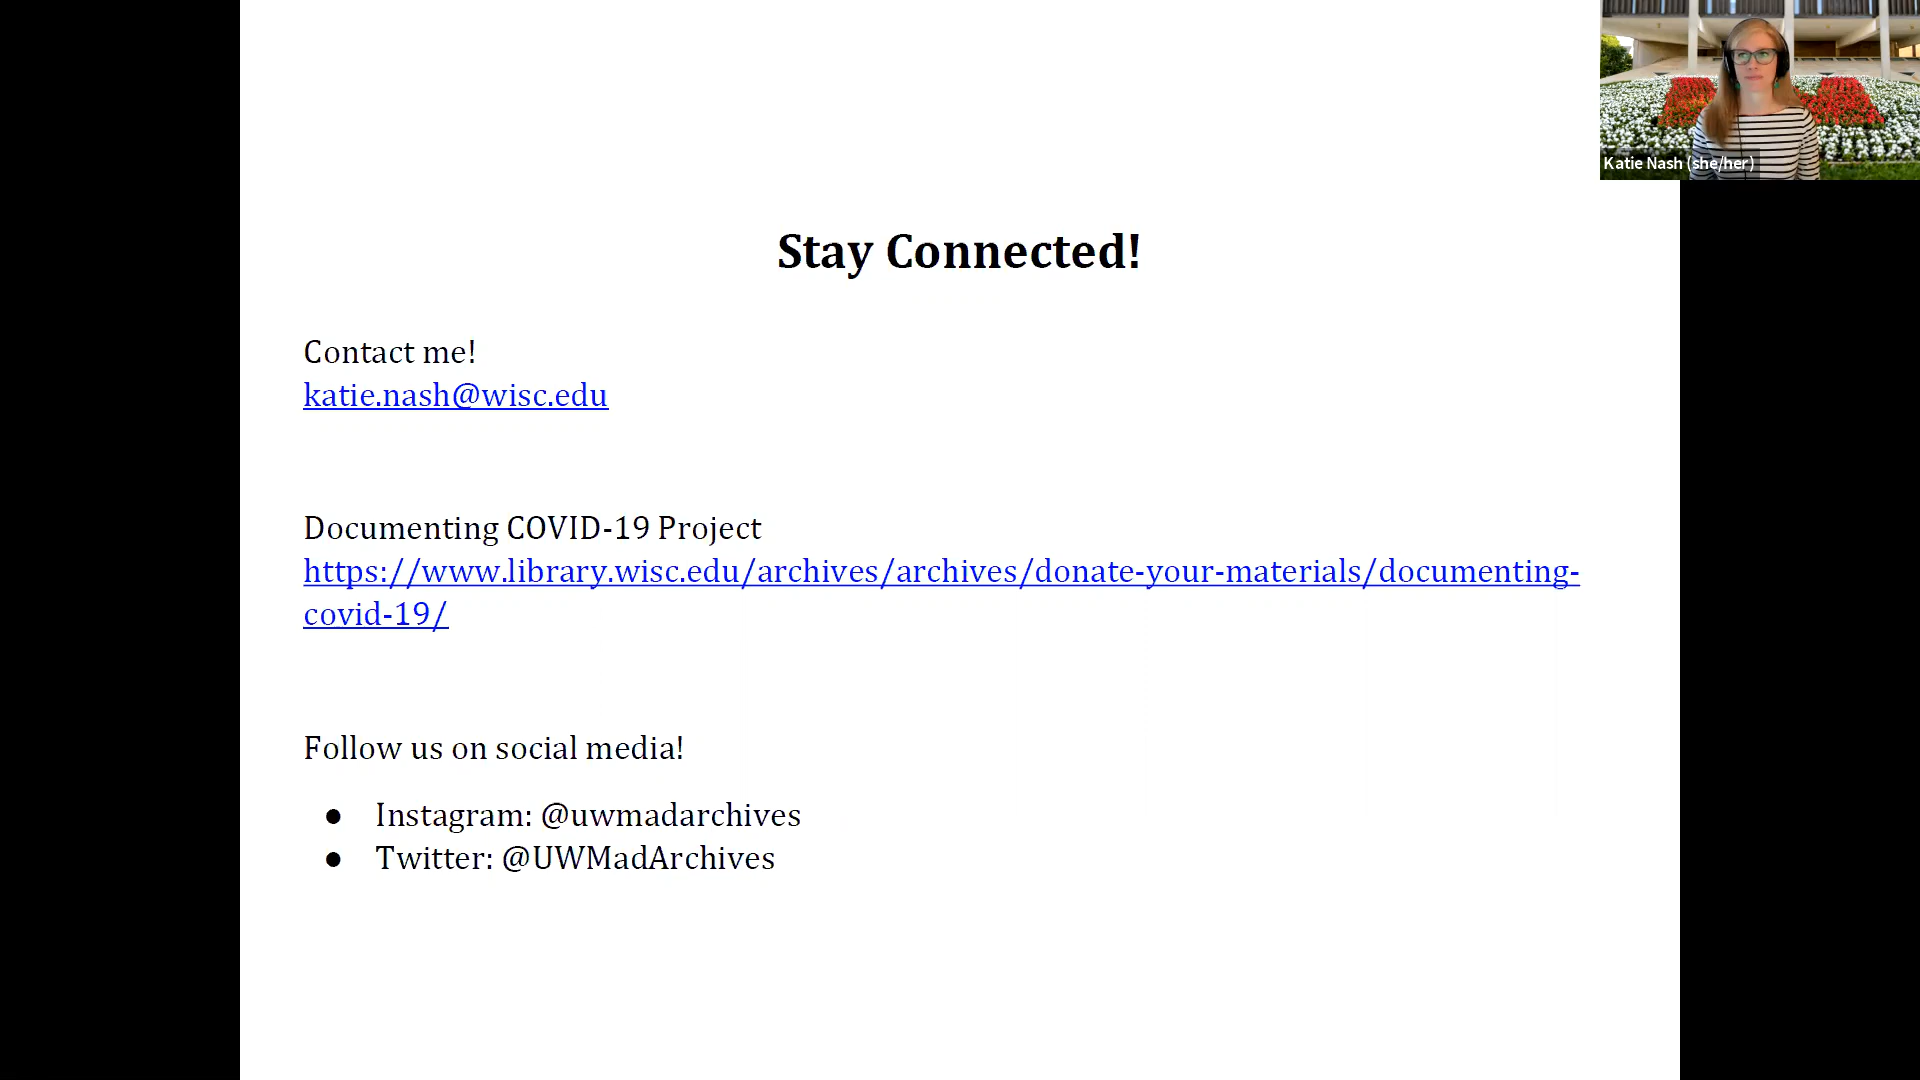 Katie Nash (she/her)
Stay Connected!
Contact me!
katie.nash@wisc.edu
Documenting COVID-19 Project
https://www.library.wisc.edu/archives/archives/donate-your-materials/documenting-
covid-19/
Follow us on social media!
● Instagram: @uwmadarchives
● Twitter: @UWMadArchives